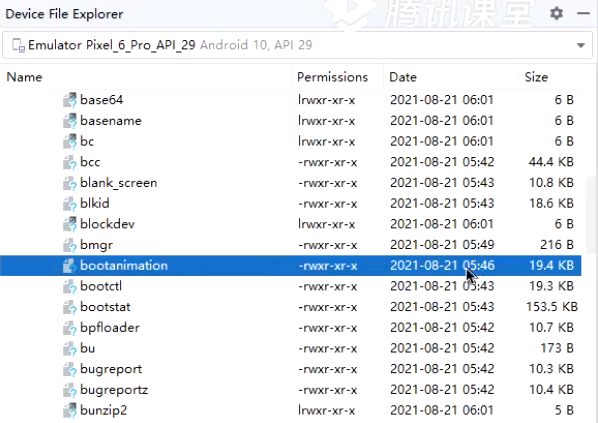 腾讯课堂
Device File Explorer
Emulator Pixel_6_Pro_API_29 Android 10, API 29
Name Permissions Date Size
base64 lrwxr-xr-x 2021-08-21 06:01 6 B
basename lrwxr-xr-x 2021-08-21 06:01 6 B
bc lrwxr-xr-x 2021-08-21 06:01 6 B
bcc -rwxr-xr-x 2021-08-21 05:42 44.4 KB
blank_screen -rwxr-xr-x 2021-08-21 05:43 10.8 KB
blkid -rwxr-xr-x 2021-08-21 05:43 18.6 KB
blockdev lrwxr-xr-x 2021-08-21 06:01 6 B
bmgr -rwxr-xr-x 2021-08-21 05:49 216 B
bootanimation -rwxr-xr-x 2021-08-21 05:46 19.4 KB
bootctl -rwxr-xr-x 2021-08-21 05:43 19.3 KB
bootstat -rwxr-xr-x 2021-08-21 05:43 153.5 KB
bpfloader -rwxr-xr-x 2021-08-21 05:42 10.7 KB
bu -rwxr-xr-x 2021-08-21 05:42 173 B
bugreport -rwxr-xr-x 2021-08-21 05:42 10.3 KB
bugreportz -rwxr-xr-x 2021-08-21 05:42 10.4 KB
bunzip2 lrwxr-xr-x 2021-08-21 06:01 5 B